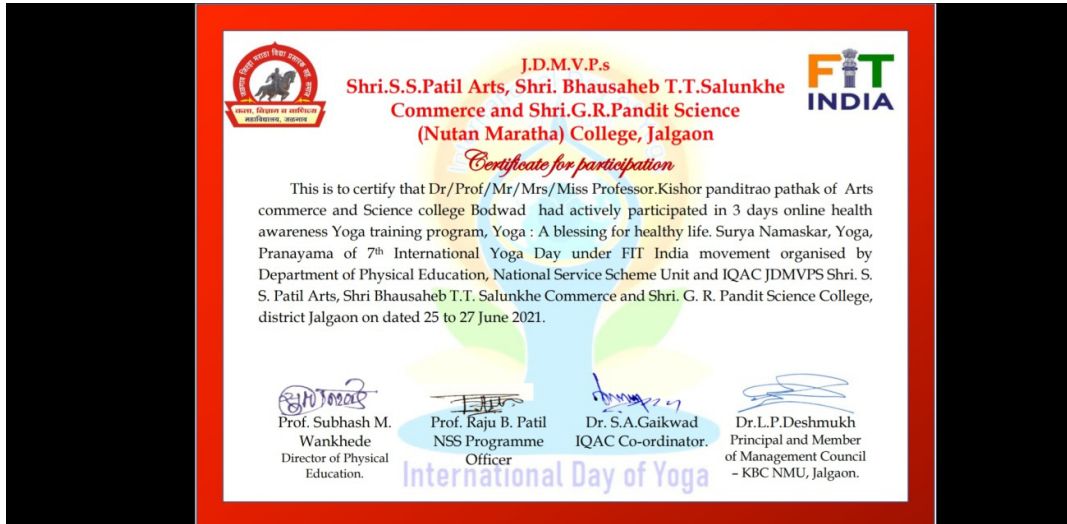 J.D.M.V.P.s
Shri.S.S.Patil Arts, Shri. Bhausaheb T.T.Salunkhe
Commerce and Shri.G.R.Pandit Science
(Nutan Maratha) College, Jalgaon
FIT
INDIA
कला, विज्ञान व वाणिज्य
महाविद्यालय, जळगाव
Certificate for participation
This is to certify that Dr/Prof/Mr/Mrs/Miss Professor.Kishor panditrao pathak of Arts
commerce and Science college Bodwad had actively participated in 3 days online health
awareness Yoga training program, Yoga : A blessing for healthy life. Surya Namaskar, Yoga,
Pranayama of 7th International Yoga Day under FIT India movement organised by
Department of Physical Education, National Service Scheme Unit and IQAC JDMVPS Shri. S.
S. Patil Arts, Shri Bhausaheb T.T. Salunkhe Commerce and Shri. G. R. Pandit Science College,
district Jalgaon on dated 25 to 27 June 2021.
Prof. Subhash M.
Wankhede
Director of Physical
Education.
Prof. Raju B. Patil
NSS Programme
Officer
Dr. S.A.Gaikwad
IQAC Co-ordinator.
Dr.L.P.Deshmukh
Principal and Member
of Management Council
– KBC NMU, Jalgaon.
International Day of Yoga